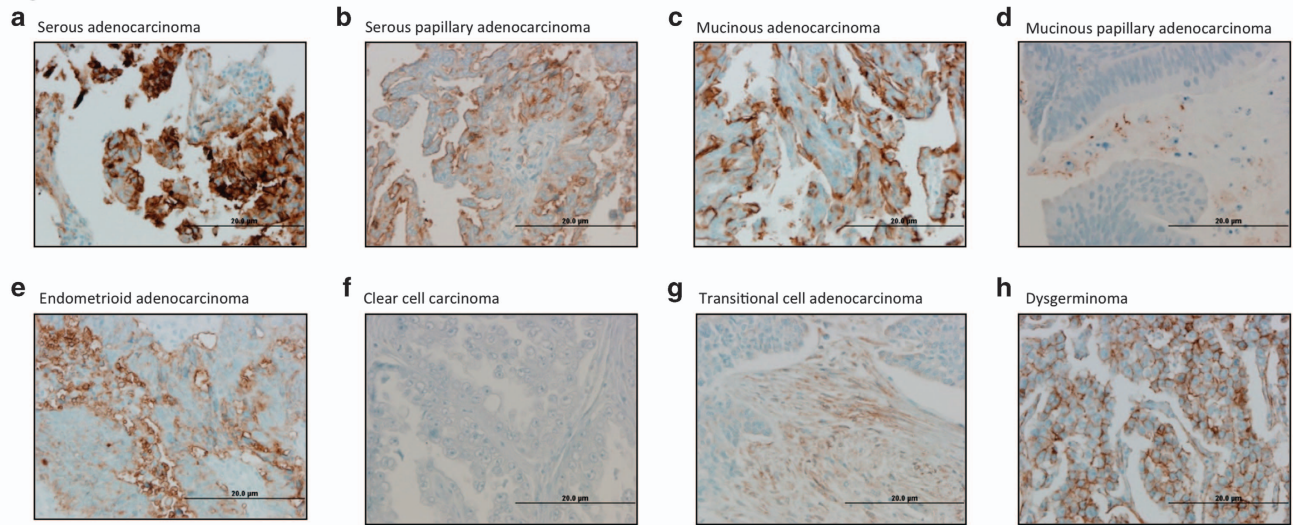 a Serous adenocarcinoma
b Serous papillary adenocarcinoma
c Mucinous adenocarcinoma
d Mucinous papillary adenocarcinoma
20.0 µm
20.0 µm
20.0 µm
20.0 µm
e Endometrioid adenocarcinoma
f Clear cell carcinoma
g Transitional cell adenocarcinoma
h Dysgerminoma
20.0 µm
20.0 µm
20.0 µm
20.0 µm